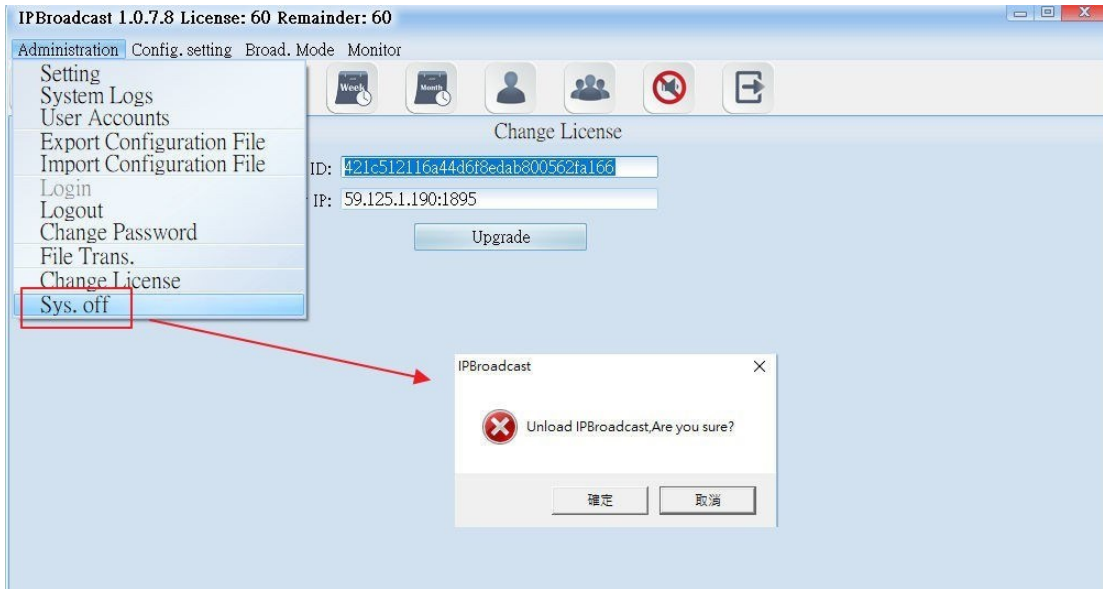 IPBroadcast 1.0.7.8 License: 60 Remainder: 60
Administration Config. setting Broad. Mode Monitor
Setting
System Logs
User Accounts
Export Configuration File
Import Configuration File
Login
Logout
Change Password
File Trans.
Change License
Sys. off
Week
Month
Change License
ID: 421c512116a44d6f8edab800562fa166
IP: 59.125.1.190:1895
Upgrade
IPBroadcast
Unload IPBroadcast,Are you sure?
確定 取消